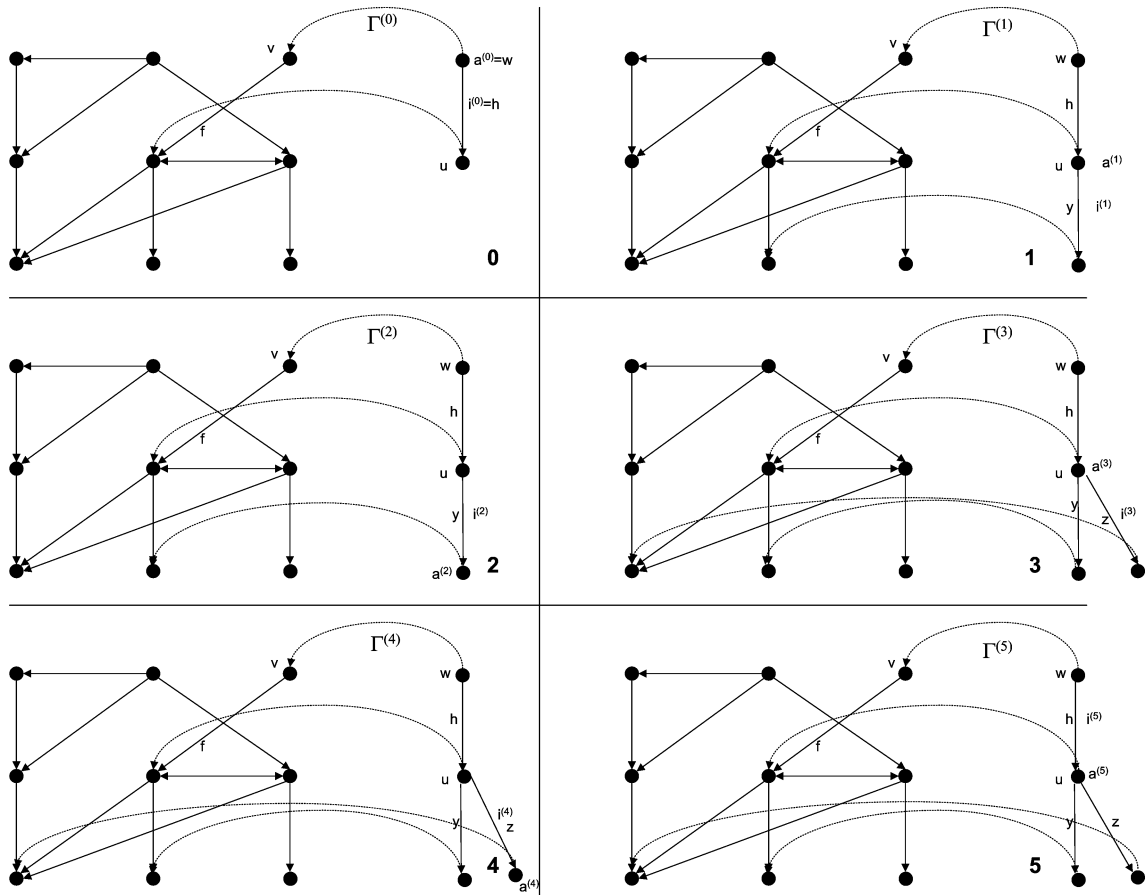 Γ(0)
v
a(0)=w
i(0)=h
f
u
0
Γ(1)
v
w
h
f
u
a(1)
y
i(1)
1
Γ(2)
v
w
h
f
u
y
i(2)
a(2)
2
Γ(3)
v
w
h
f
u
a(3)
y
z
i(3)
3
Γ(4)
v
w
h
f
u
i(4)
y
z
4
a(4)
Γ(5)
v
w
h
i(5)
f
u
a(5)
y
z
5